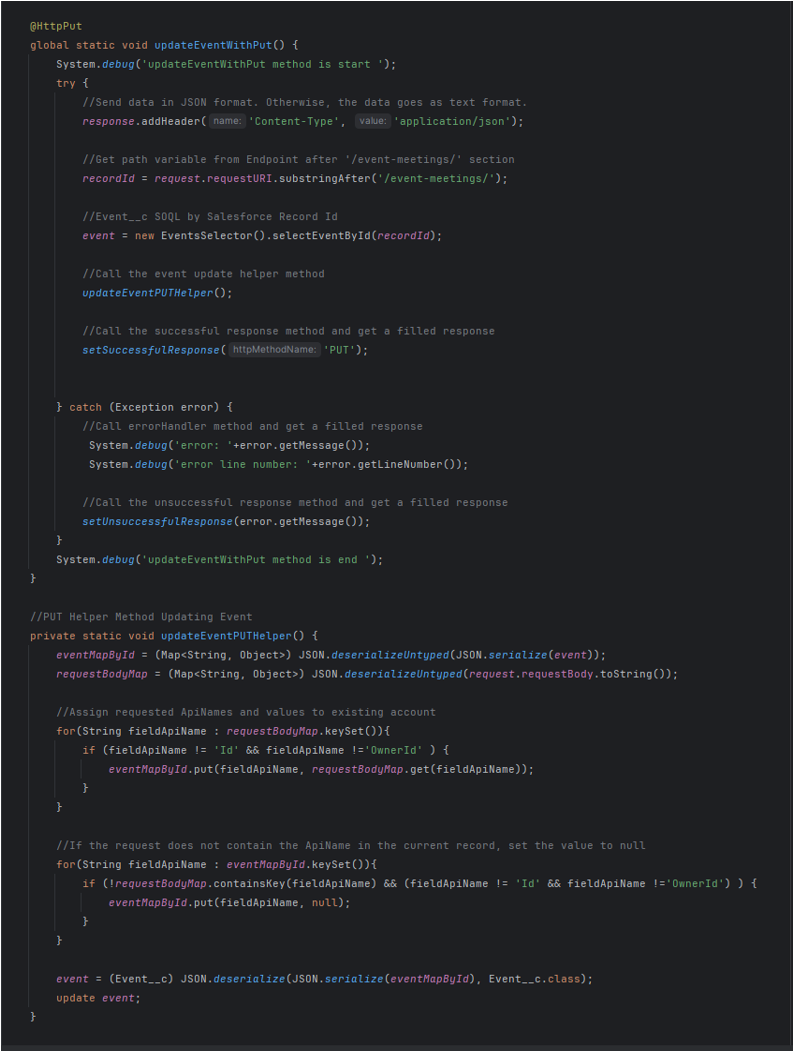 @HttpPut
global static void updateEventWithPut() {
System.debug('updateEventWithPut method is start ');
try {
//Send data in JSON format. Otherwise, the data goes as text format.
response.addHeader( name: 'Content-Type', value: 'application/json');
//Get path variable from Endpoint after '/event-meetings/' section
recordId = request.requestURI.substringAfter('/event-meetings/');
//Event__c SOQL by Salesforce Record Id
event = new EventsSelector().selectEventById(recordId);
//Call the event update helper method
updateEventPUTHelper();
//Call the successful response method and get a filled response
setSuccessfulResponse( httpMethodName: 'PUT');
} catch (Exception error) {
//Call errorHandler method and get a filled response
System.debug('error: '+error.getMessage());
System.debug('error line number: '+error.getLineNumber());
//Call the unsuccessful response method and get a filled response
setUnsuccessfulResponse(error.getMessage());
}
System.debug('updateEventWithPut method is end ');
}
//PUT Helper Method Updating Event
private static void updateEventPUTHelper() {
eventMapById = (Map<String, Object>) JSON.deserializeUntyped(JSON.serialize(event));
requestBodyMap = (Map<String, Object>) JSON.deserializeUntyped(request.requestBody.toString());
//Assign requested ApiNames and values to existing account
for(String fieldApiName : requestBodyMap.keySet()){
if (fieldApiName != 'Id' && fieldApiName !='OwnerId' ) {
eventMapById.put(fieldApiName, requestBodyMap.get(fieldApiName));
}
}
//If the request does not contain the ApiName in the current record, set the value to null
for(String fieldApiName : eventMapById.keySet()){
if (!requestBodyMap.containsKey(fieldApiName) && (fieldApiName != 'Id' && fieldApiName !='OwnerId') ) {
eventMapById.put(fieldApiName, null);
}
}
event = (Event__c) JSON.deserialize(JSON.serialize(eventMapById), Event__c.class);
update event;
}